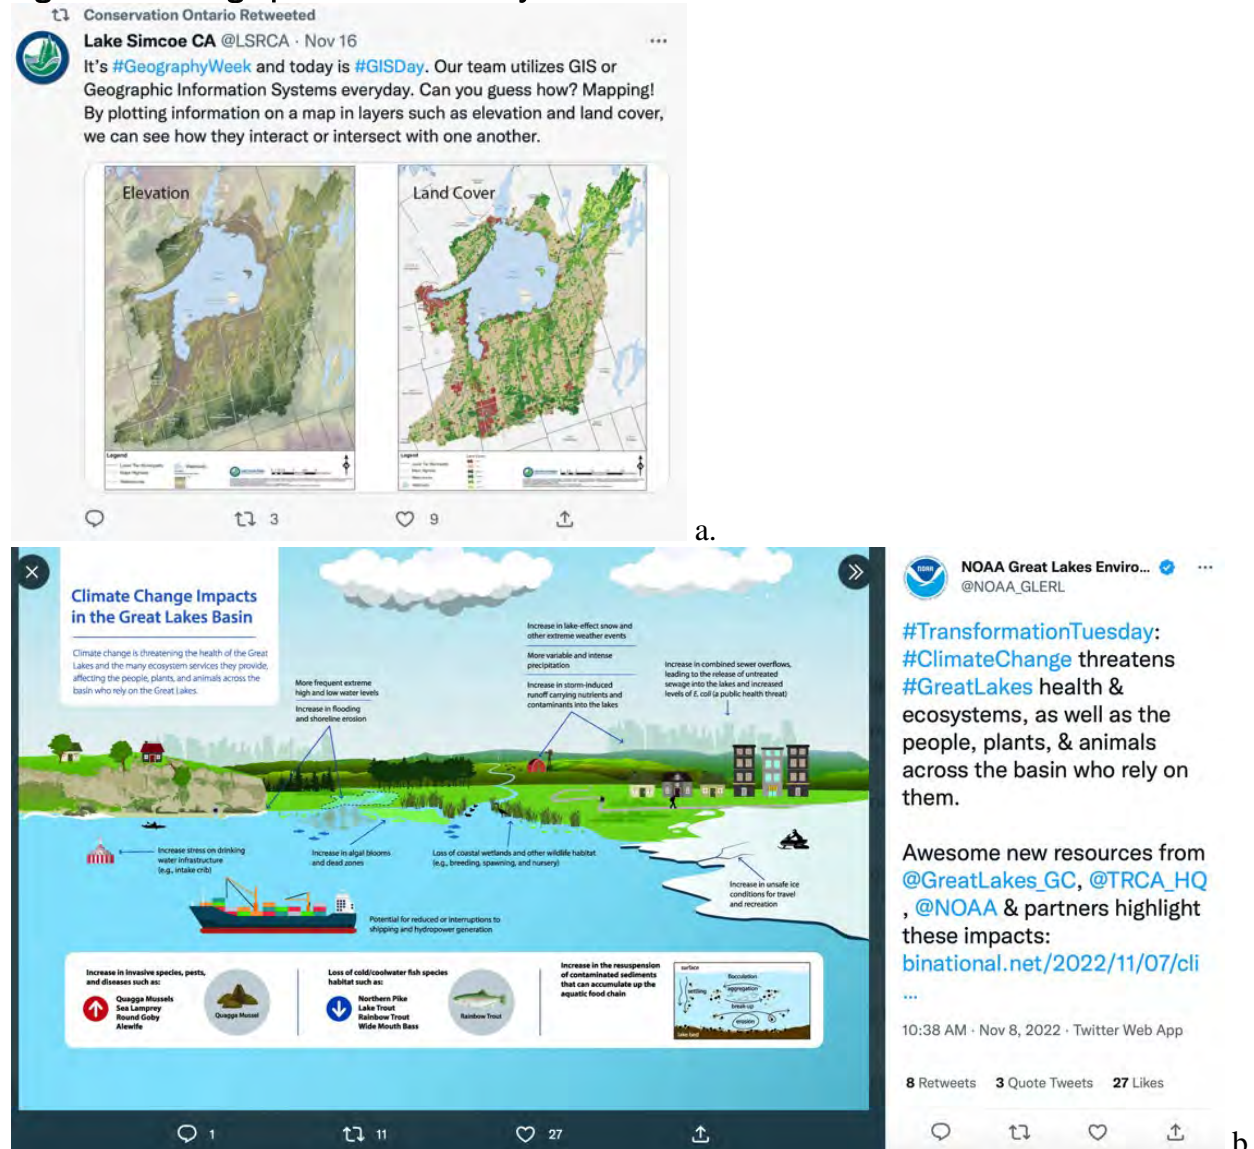 Conservation Ontario Retweeted
Lake Simcoe CA @LSRCA · Nov 16
It's #GeographyWeek and today is #GISDay. Our team utilizes GIS or
Geographic Information Systems everyday. Can you guess how? Mapping!
By plotting information on a map in layers such as elevation and land cover,
we can see how they interact or intersect with one another.
Elevation
Land Cover
Legend
Legend
3
9
a.
Climate Change Impacts
in the Great Lakes Basin
Climate change is threatening the health of the Great
Lakes and the many ecosystem services they provide,
affecting the people, plants, and animals across the
basin who rely on the Great Lakes.
More frequent extreme
high and low water levels
Increase in flooding
and shoreline erosion
Increase in lake-effect snow and
other extreme weather events
More variable and intense
precipitation
Increase in storm-induced
runoff carrying nutrients and
contaminants into the lakes
Increase in combined sewer overflows,
leading to the release of untreated
sewage into the lakes and increased
levels of E. coli (a public health threat)
Increase stress on drinking
water infrastructure
(e.g., intake crib)
Increase in algal blooms
and dead zones
Loss of coastal wetlands and other wildlife habitat
(e.g., breeding, spawning, and nursery)
Increase in unsafe ice
conditions for travel
and recreation
Potential for reduced or interruptions to
shipping and hydropower generation
Increase in invasive species, pests,
and diseases such as:
Quagga Mussels
Sea Lamprey
Round Goby
Alewife
Quagga Mussel
Loss of cold/coolwater fish species
habitat such as:
Northern Pike
Lake Trout
Rainbow Trout
Wide Mouth Bass
Rainbow Trout
Increase in the resuspension
of contaminated sediments
that can accumulate up the
aquatic food chain
surface
flocculation
settling
aggregation
break-up
erosion
lake bed
1
11
27
NOAA
NOAA Great Lakes Enviro...
@NOAA_GLERL
#TransformationTuesday:
#ClimateChange threatens
#GreatLakes health &
ecosystems, as well as the
people, plants, & animals
across the basin who rely on
them.
Awesome new resources from
@GreatLakes_GC, @TRCA_HQ
, @NOAA & partners highlight
these impacts:
binational.net/2022/11/07/cli
...
10:38 AM · Nov 8, 2022 · Twitter Web App
8 Retweets 3 Quote Tweets 27 Likes
b